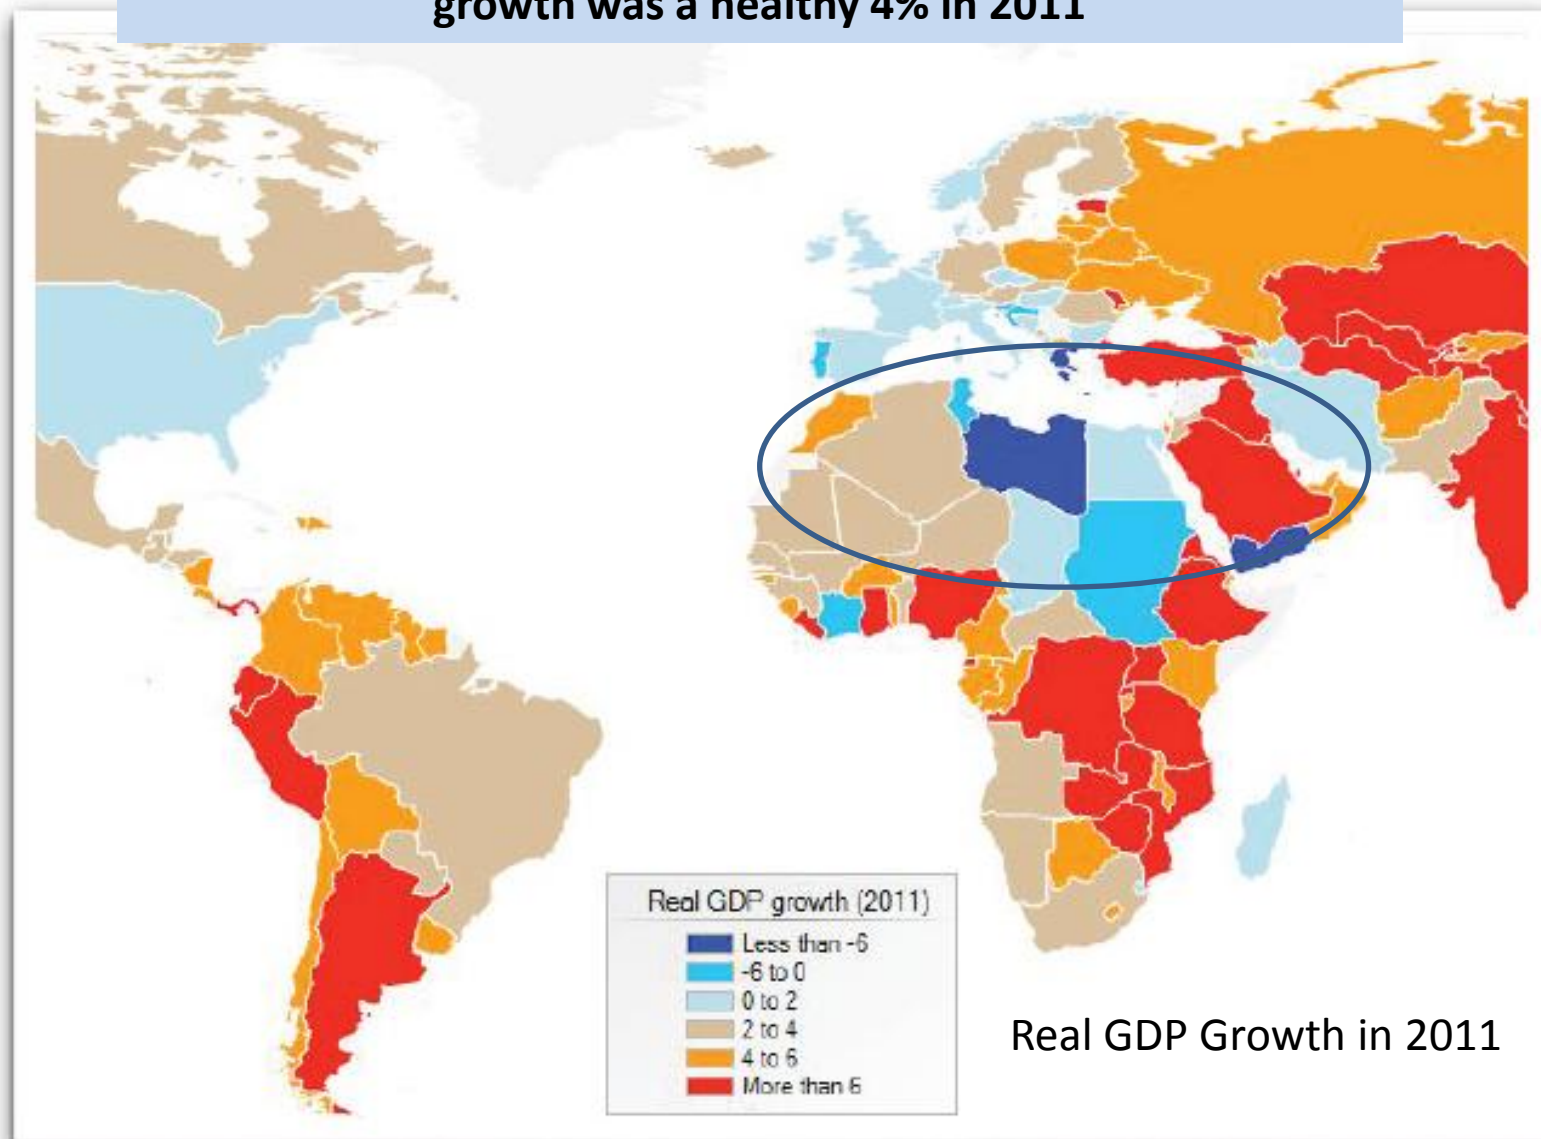 growth was a healthy 4% in 2011
Real GDP growth (2011)
Less than -6
-6 to 0
0 to 2
2 to 4
4 to 6
More than 6
Real GDP Growth in 2011